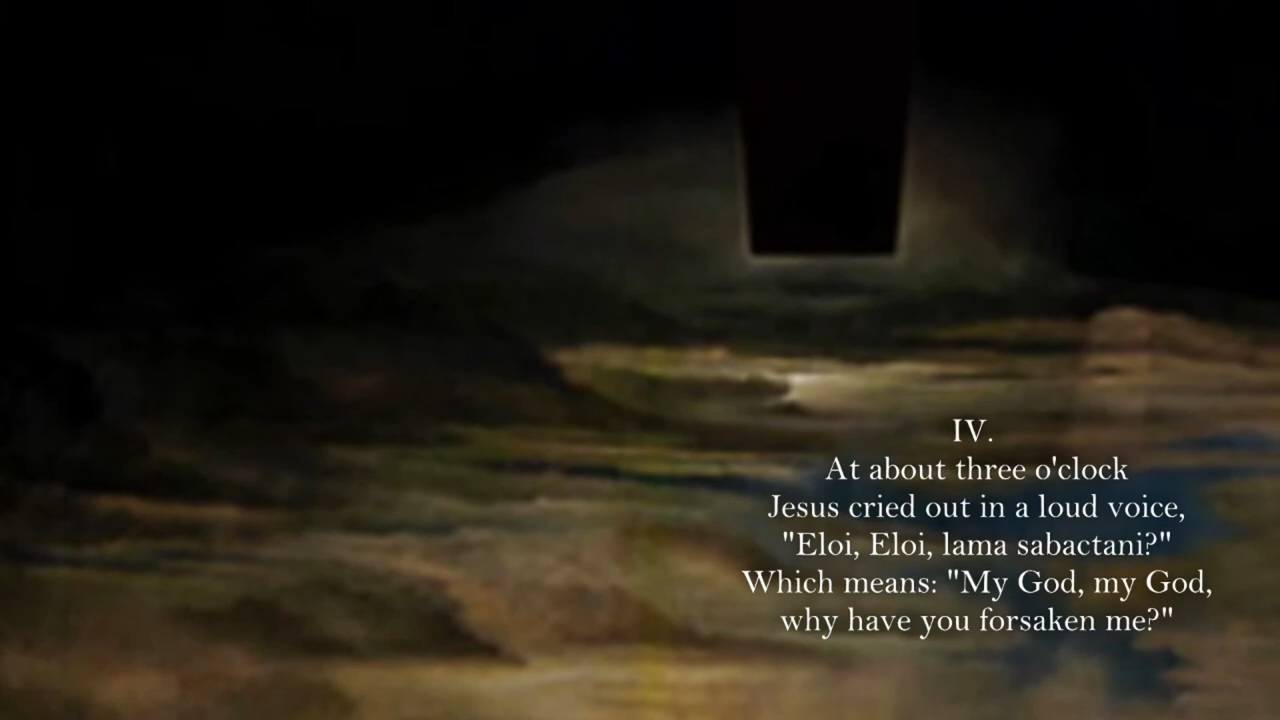 IV.
At about three o'clock
Jesus cried out in a loud voice,
"Eloi, Eloi, lama sabactani?"
Which means: "My God, my God,
why have you forsaken me?"